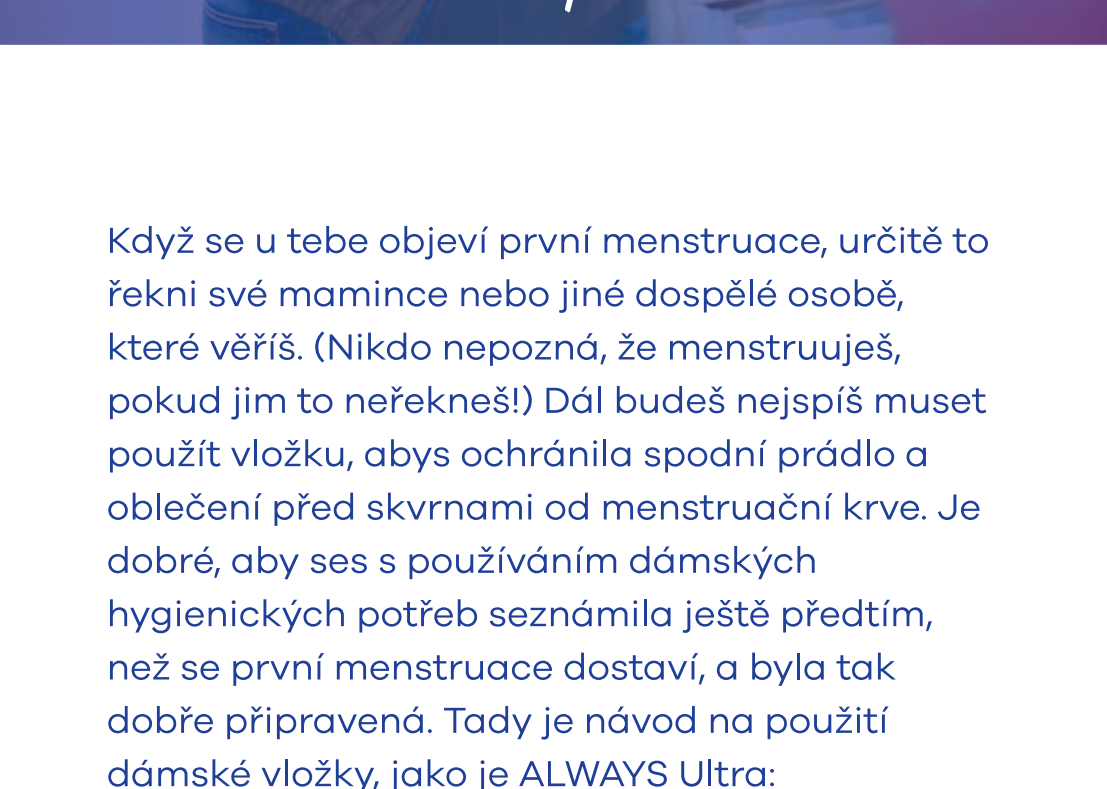 Když se u tebe objeví první menstruace, určitě to
řekni své mamince nebo jiné dospělé osobě,
které věříš. (Nikdo nepozná, že menstruuješ,
pokud jim to neřekneš!) Dál budeš nejspíš muset
použít vložku, abys ochránila spodní prádlo a
oblečení před skvrnami od menstruační krve. Je
dobré, aby ses s používáním dámských
hygienických potřeb seznámila ještě předtím,
než se první menstruace dostaví, a byla tak
dobře připravená. Tady je návod na použití
dámské vložky, jako je ALWAYS Ultra: